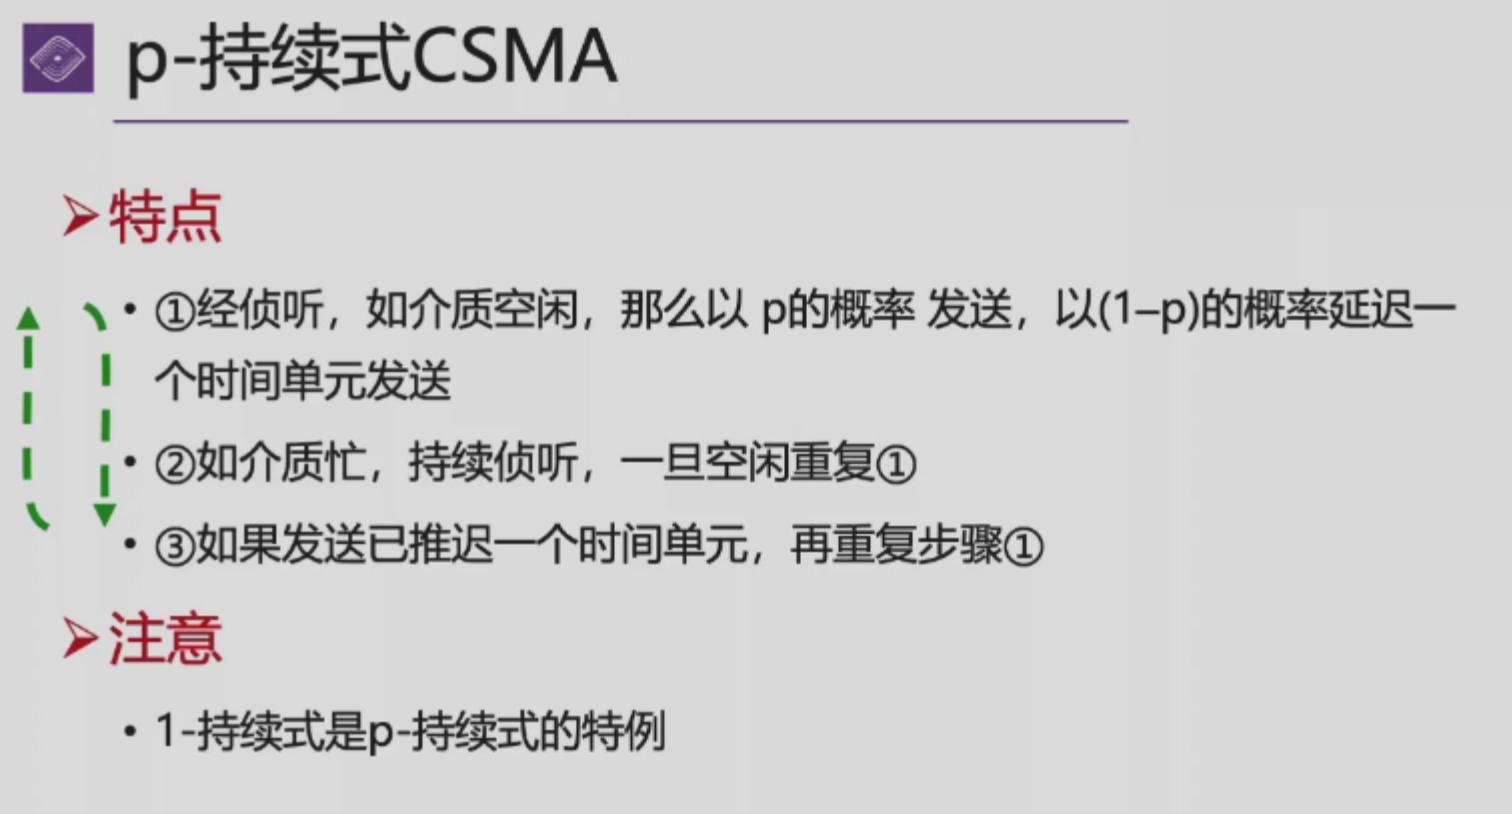 p-持续式CSMA
➢特点
• ①经侦听，如介质空闲，那么以 p的概率 发送，以(1–p)的概率延迟一
个时间单元发送
• ②如介质忙，持续侦听，一旦空闲重复①
• ③如果发送已推迟一个时间单元，再重复步骤①
➢注意
• 1-持续式是p-持续式的特例